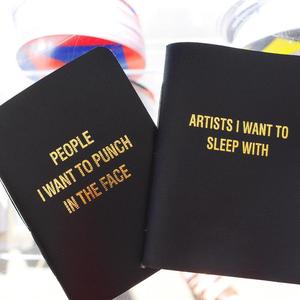 PEOPLE
I WANT TO PUNCH
IN THE FACE
ARTISTS I WANT TO
SLEEP WITH